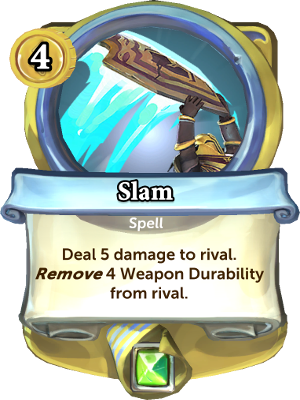 4
Slam
Spell
Deal 5 damage to rival.
Remove 4 Weapon Durability
from rival.